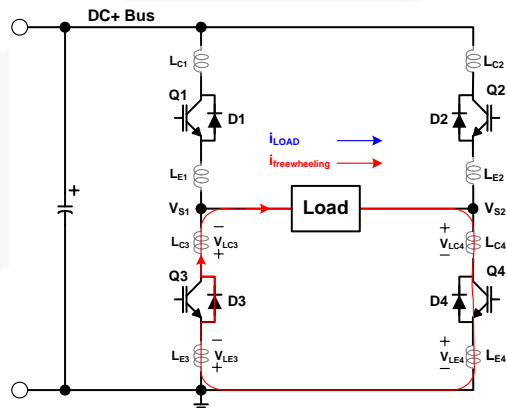 DC+ Bus
LC1
LC2
Q1
Q2
D1
D2
iLOAD
ifreewheeling
LE1
LE2
VS1
Load
VS2
−
+
LC3
VLC3
VLC4
LC4
+
−
Q3
Q4
D3
D4
−
+
LE3
VLE3
VLE4
LE4
+
−
+